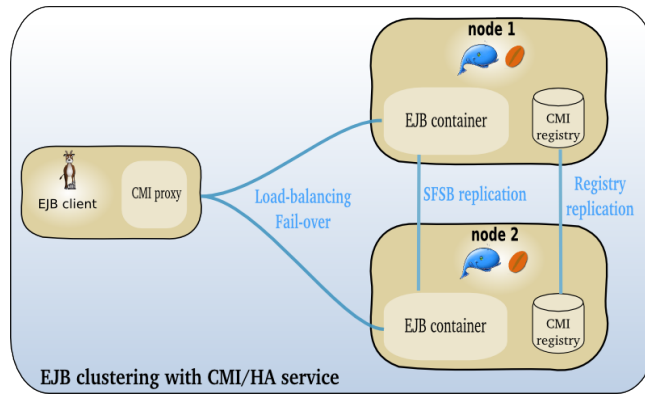 node 1
EJB container
CMI
registry
EJB client
CMI proxy
Load-balancing
Fail-over
SFSB replication
Registry
replication
node 2
EJB container
CMI
registry
EJB clustering with CMI/HA service